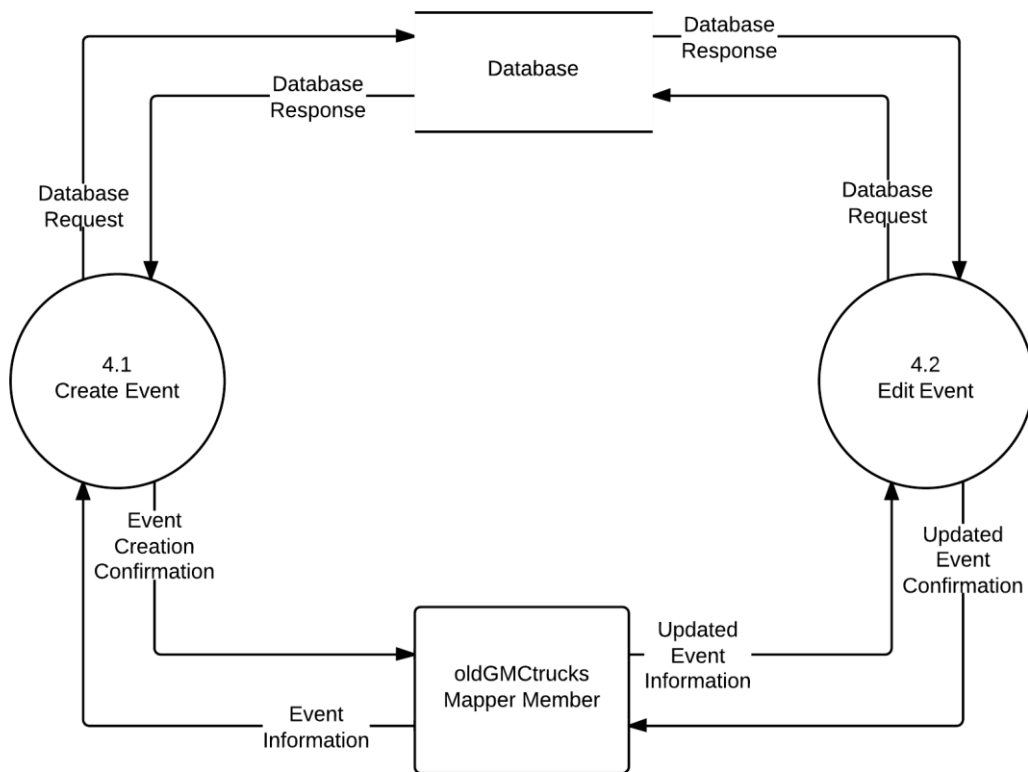 Database
Response
Database
Database
Response
Database
Request
Database
Request
4.1
Create Event
4.2
Edit Event
Event
Creation
Confirmation
Updated
Event
Confirmation
oldGMCtrucks
Mapper Member
Updated
Event
Information
Event
Information